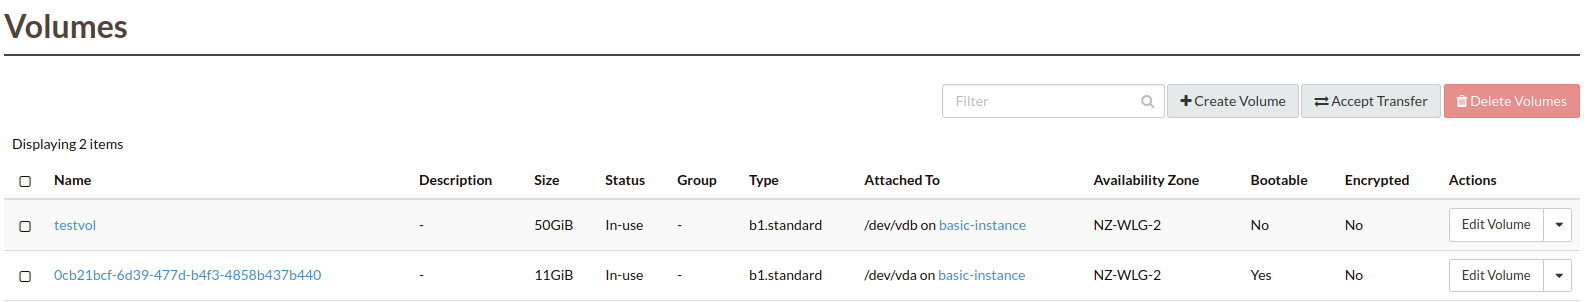 Volumes
Filter Create Volume Accept Transfer Delete Volumes
Displaying 2 items
Name Description Size Status Group Type Attached To Availability Zone Bootable Encrypted Actions
testvol - 50GiB In-use - b1.standard /dev/vdb on basic-instance NZ-WLG-2 No No Edit Volume
0cb21bcf-6d39-477d-b4f3-4858b437b440 - 11GiB In-use - b1.standard /dev/vda on basic-instance NZ-WLG-2 Yes No Edit Volume